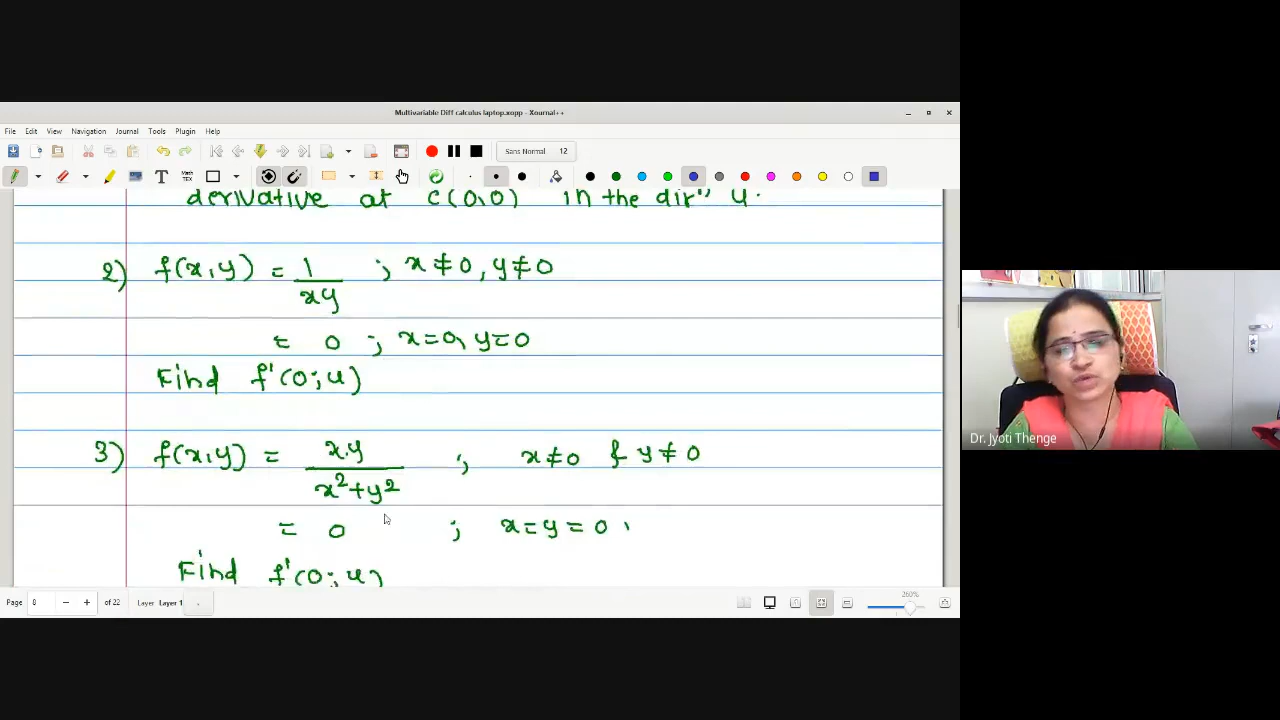 Multivariable Diff calculus laptop.xopp - Xournal++
File Edit View Navigation Journal Tools Plugin Help
Sans Normal 12
derivative at c(0,0) in the dirⁿ u.
2) f(x,y) = 1/xy ; x≠0, y≠0
= 0 ; x=0, y=0
Find f'(0;u)
3) f(x,y) = x.y/x²+y² ; x≠0 & y≠0
= 0 ; x=y=0,
Find f'(0;u)
Dr. Jyoti Thenge
Page 8 of 22 Layer Layer 1 260%